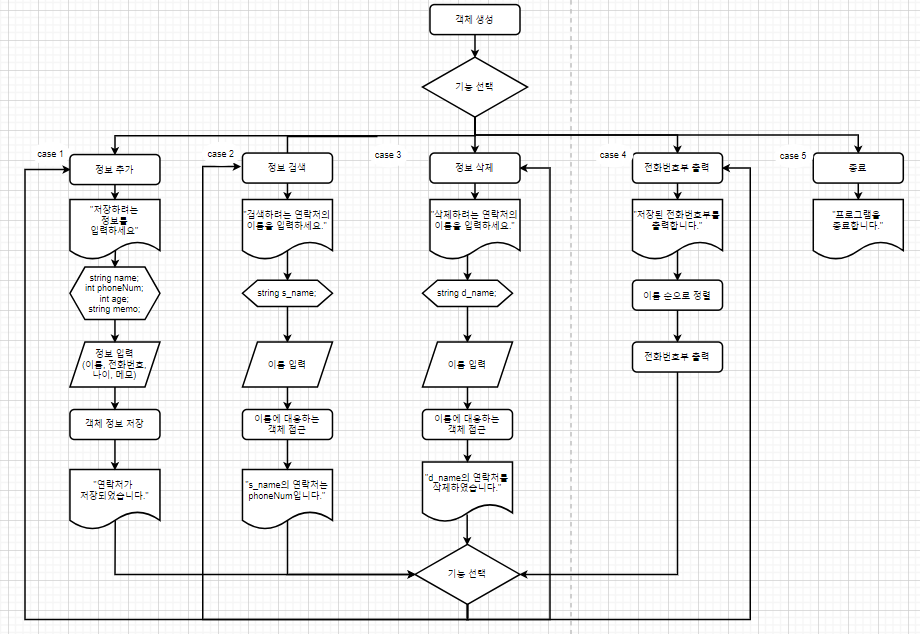 객체 생성
기능 선택
case 1
case 2
case 3
case 4
case 5
정보 추가
정보 검색
정보 삭제
전화번호부 출력
종료
"저장하려는
정보를
입력하세요"
"검색하려는 연락처의
이름을 입력하세요."
"삭제하려는 연락처의
이름을 입력하세요."
"저장된 전화번호부를
출력합니다."
"프로그램을
종료합니다."
string name;
int phoneNum;
int age;
string memo;
string s_name;
string d_name;
이름 순으로 정렬
정보 입력
(이름, 전화번호,
나이, 메모)
이름 입력
이름 입력
전화번호부 출력
객체 정보 저장
이름에 대응하는
객체 접근
이름에 대응하는
객체 접근
"연락처가
저장되었습니다."
"s_name의 연락처는
phoneNum입니다."
"d_name의 연락처를
삭제하였습니다."
기능 선택